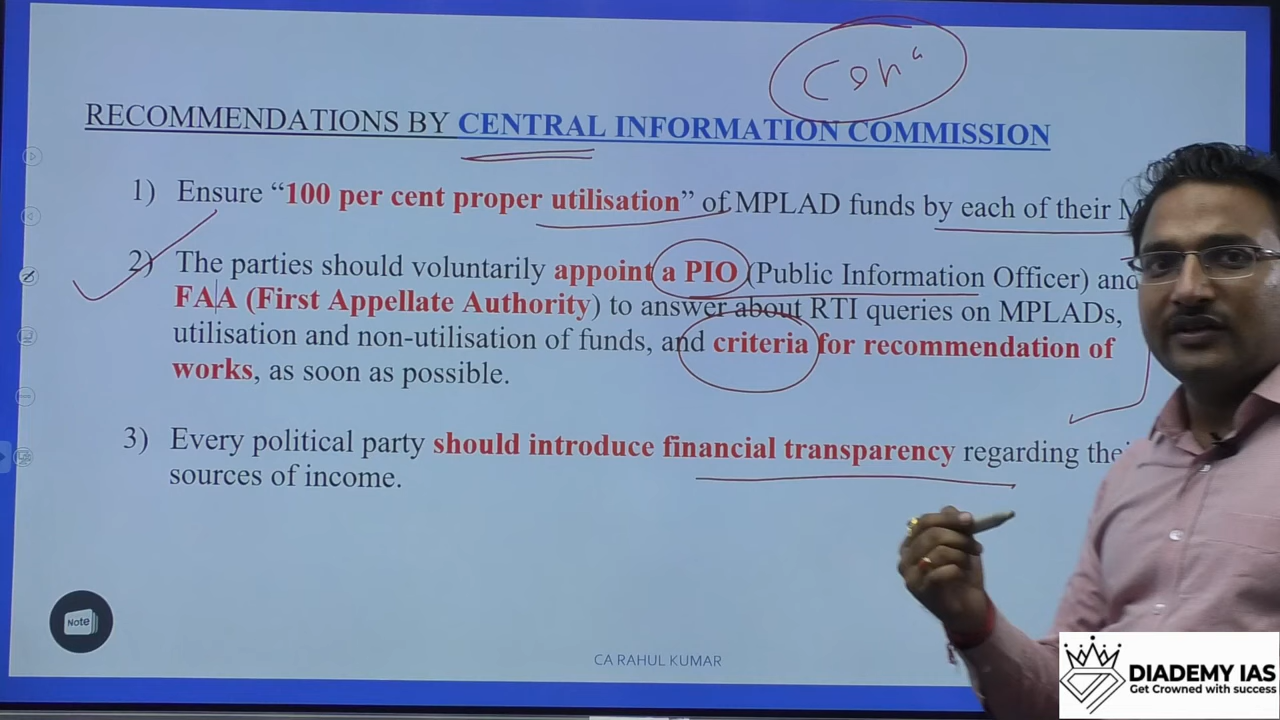 RECOMMENDATIONS BY CENTRAL INFORMATION COMMISSION
1) Ensure “100 per cent proper utilisation” of MPLAD funds by each of their M
2) The parties should voluntarily appoint a PIO (Public Information Officer) and
FAA (First Appellate Authority) to answer about RTI queries on MPLADs,
utilisation and non-utilisation of funds, and criteria for recommendation of
works, as soon as possible.
3) Every political party should introduce financial transparency regarding thei
sources of income.
Note
CA RAHUL KUMAR
DIADEMY IAS
Get Crowned with success